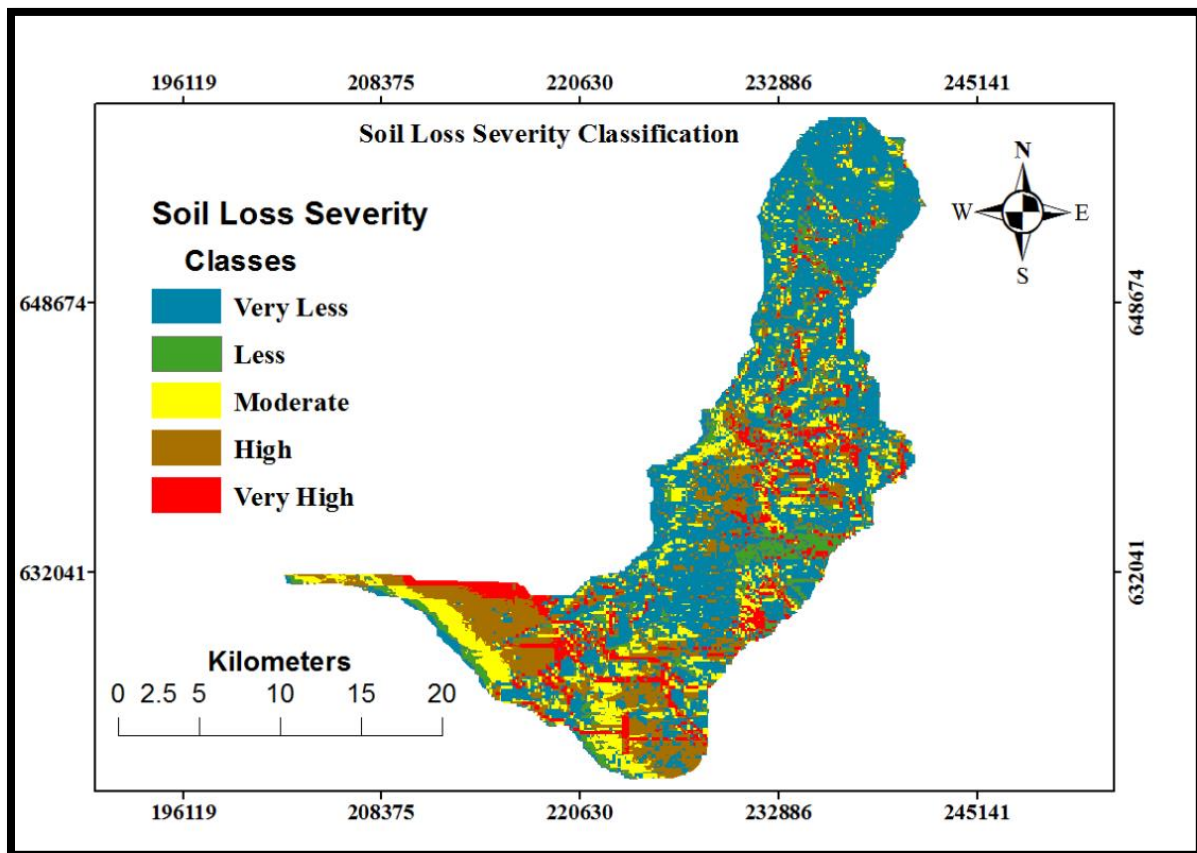 196119 208375 220630 232886 245141
Soil Loss Severity Classification
N
W E
S
Soil Loss Severity
Classes
Very Less
Less
Moderate
High
Very High
648674 648674
632041 632041
Kilometers
0 2.5 5 10 15 20
196119 208375 220630 232886 245141